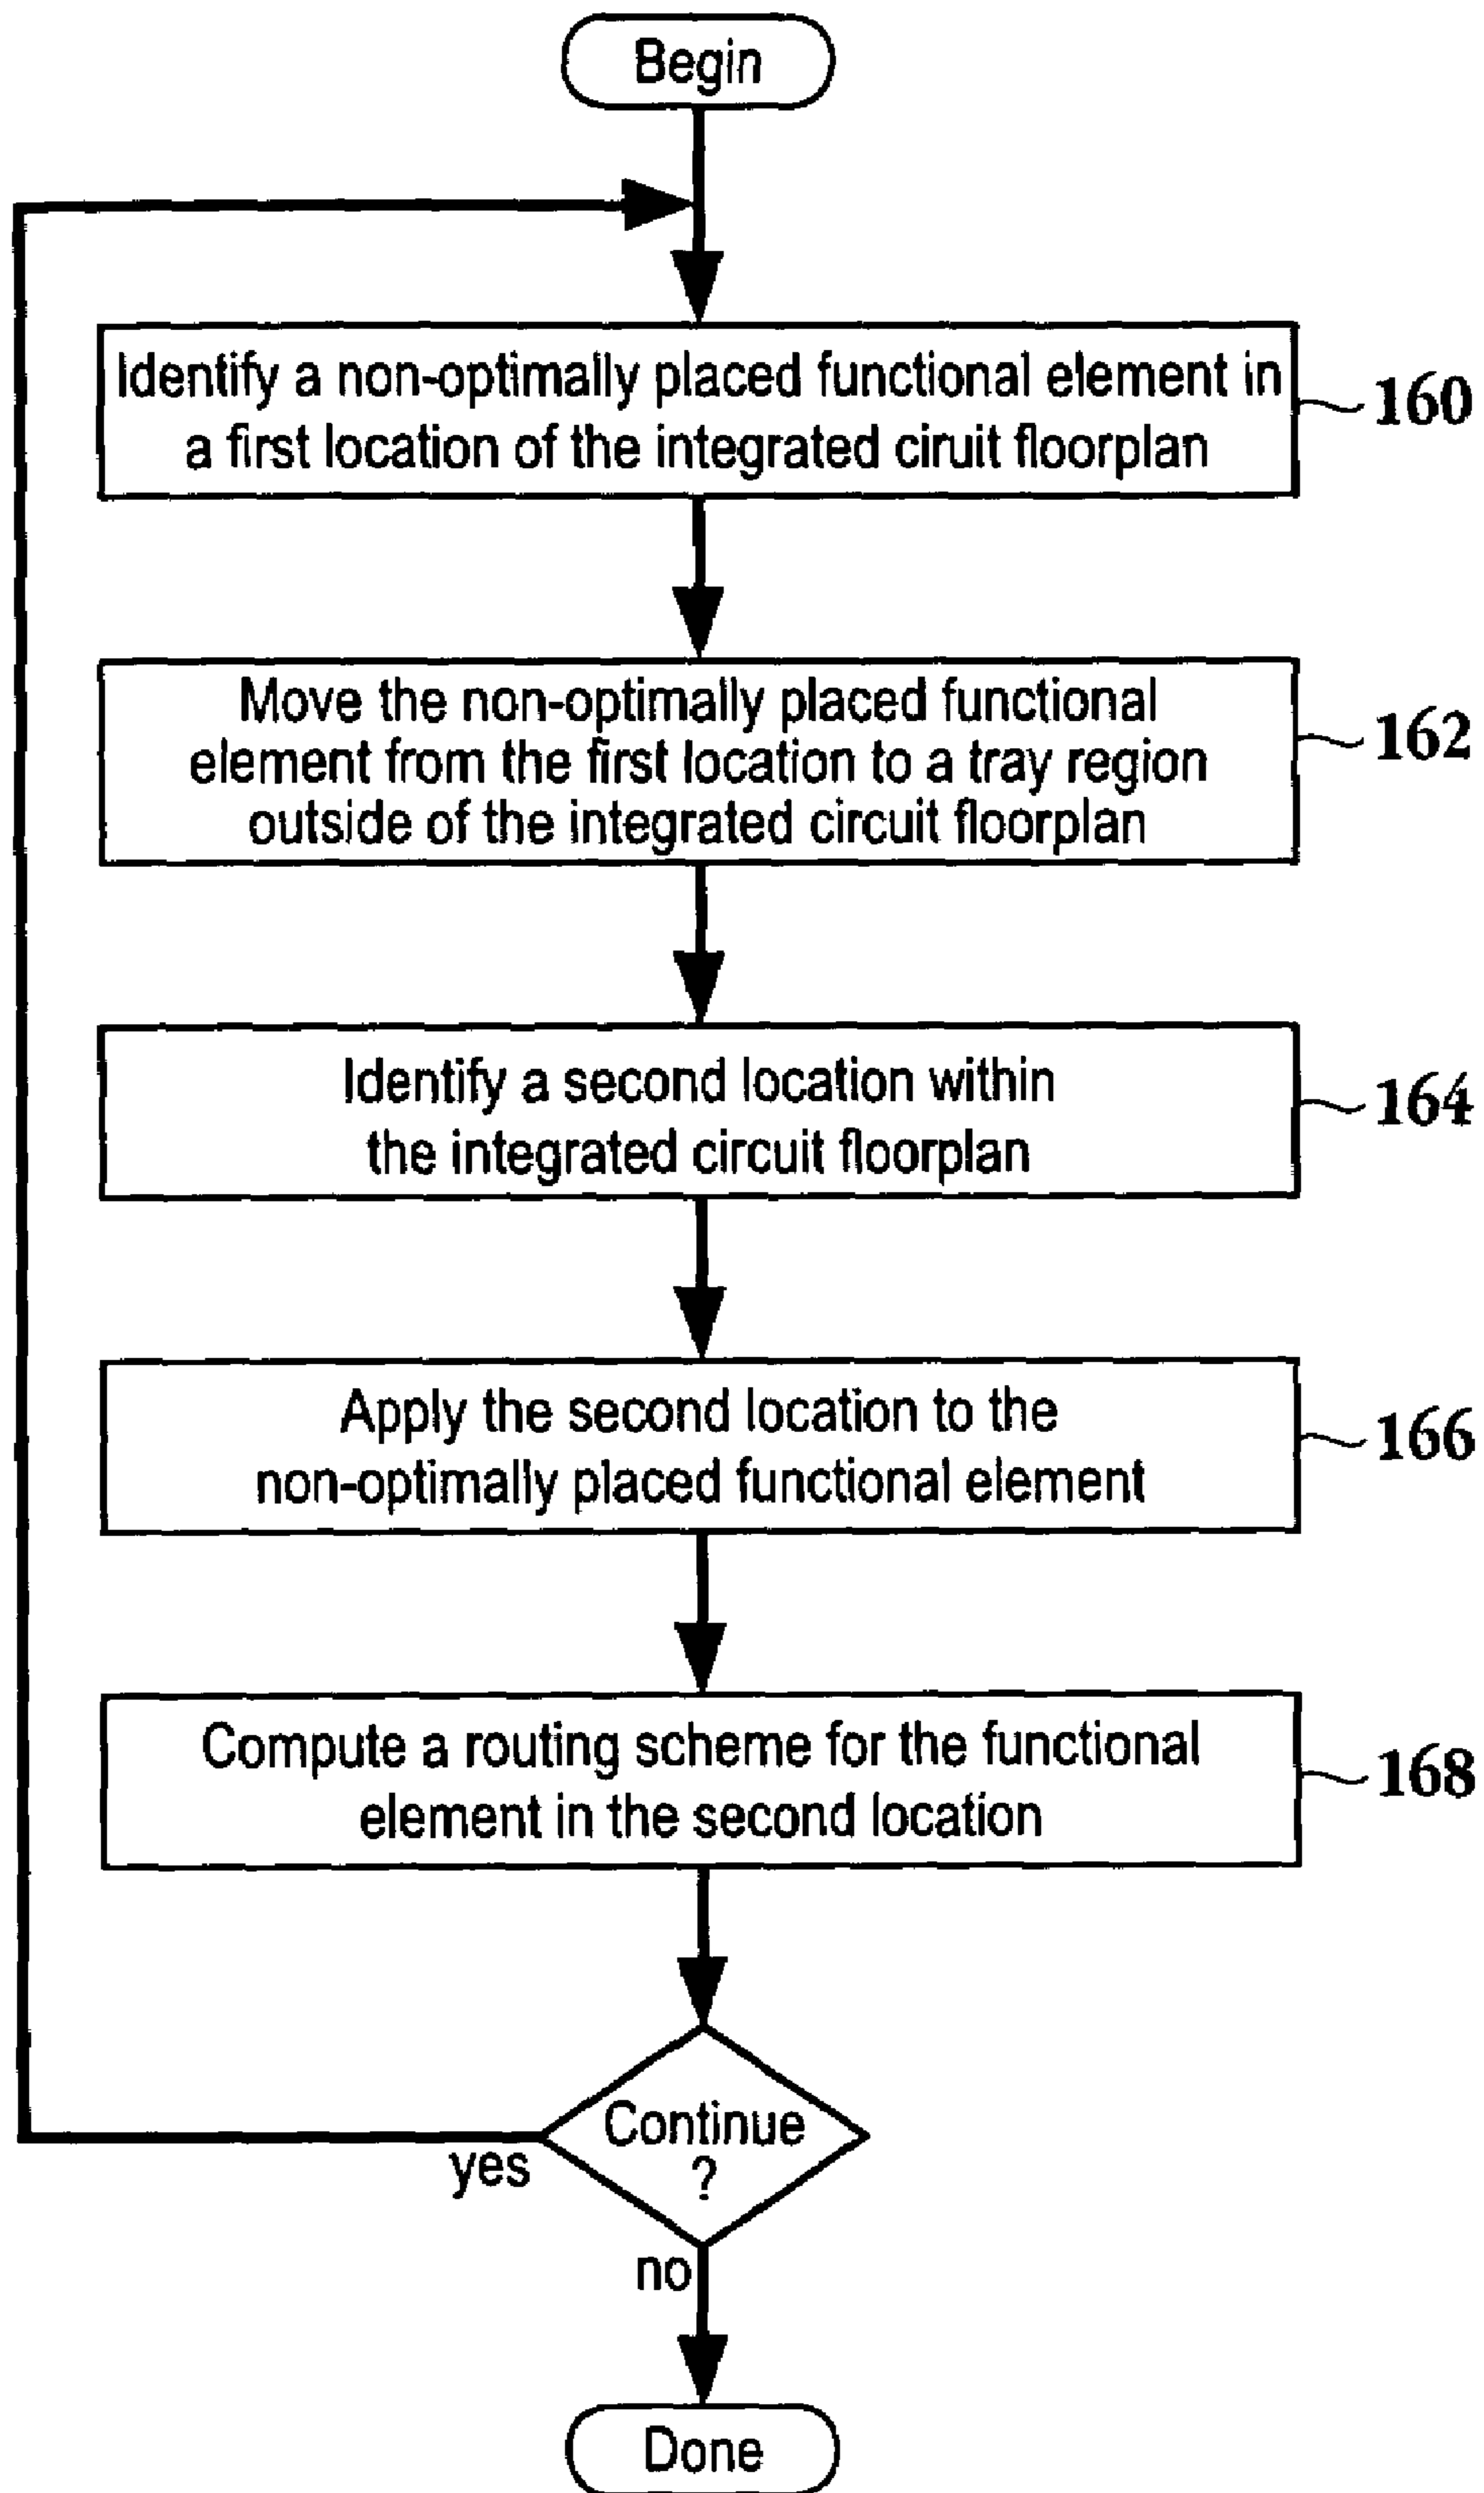 Begin
Identify a non-optimally placed functional element in
a first location of the integrated ciruit floorplan
160
Move the non-optimally placed functional
element from the first location to a tray region
outside of the integrated circuit floorplan
162
Identify a second location within
the integrated circuit floorplan
164
Apply the second location to the
non-optimally placed functional element
166
Compute a routing scheme for the functional
element in the second location
168
Continue
?
yes
no
Done